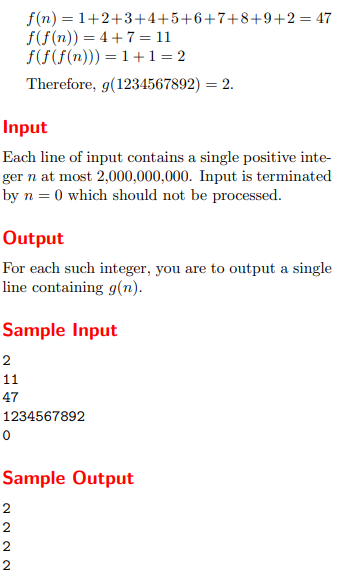 f(n) = 1+2+3+4+5+6+7+8+9+2 = 47
f(f(n)) = 4 + 7 = 11
f(f(f(n))) = 1 + 1 = 2
Therefore, g(1234567892) = 2.
Input
Each line of input contains a single positive inte-
ger n at most 2,000,000,000. Input is terminated
by n = 0 which should not be processed.
Output
For each such integer, you are to output a single
line containing g(n).
Sample Input
2
11
47
1234567892
0
Sample Output
2
2
2
2